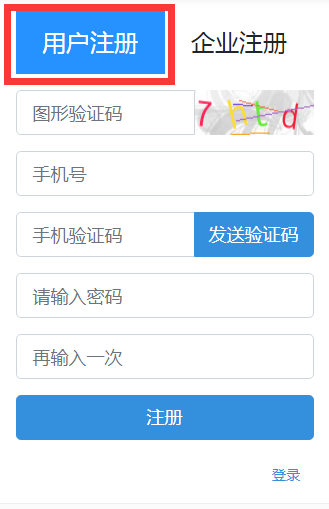 用户注册 企业注册
图形验证码 7htd
手机号
手机验证码 发送验证码
请输入密码
再输入一次
注册
登录